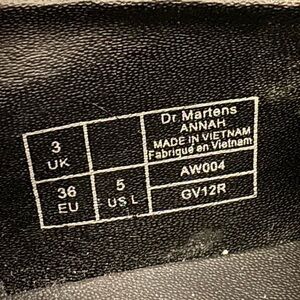 Dr Martens
ANNAH
MADE IN VIETNAM
Fabriqué en Vietnam
3
UK
AW004
36
EU
5
US L
GV12R